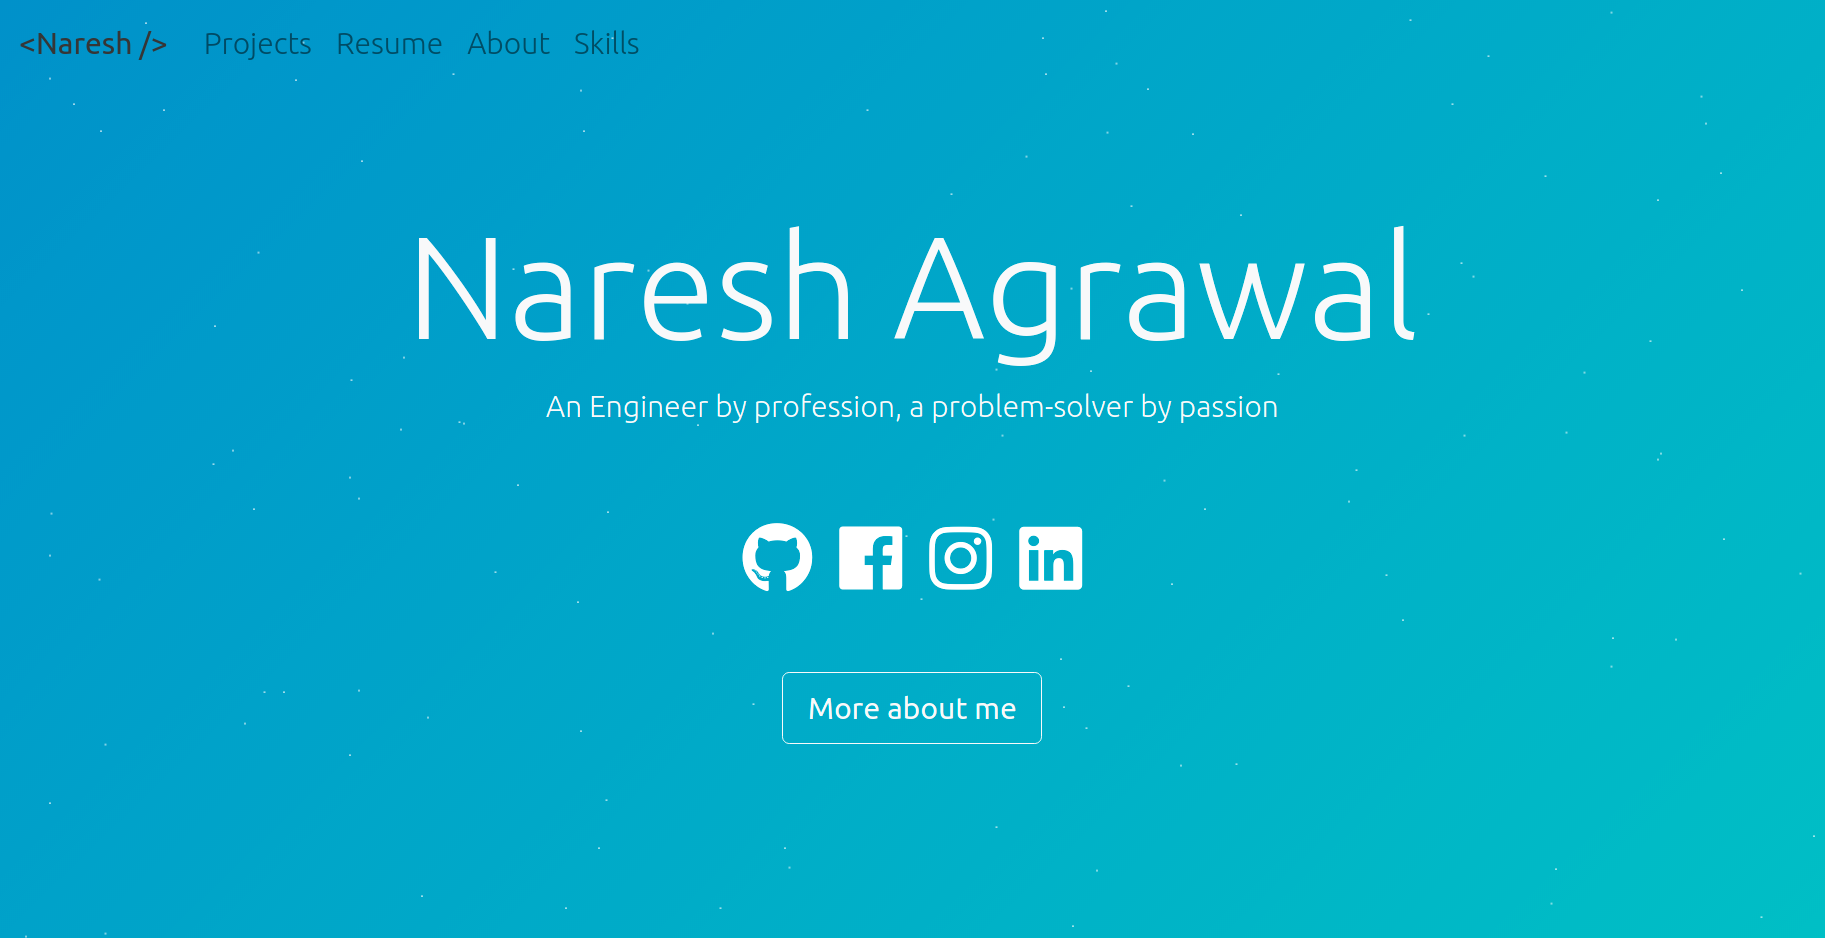 <Naresh /> Projects Resume About Skills
Naresh Agrawal
An Engineer by profession, a problem-solver by passion
More about me